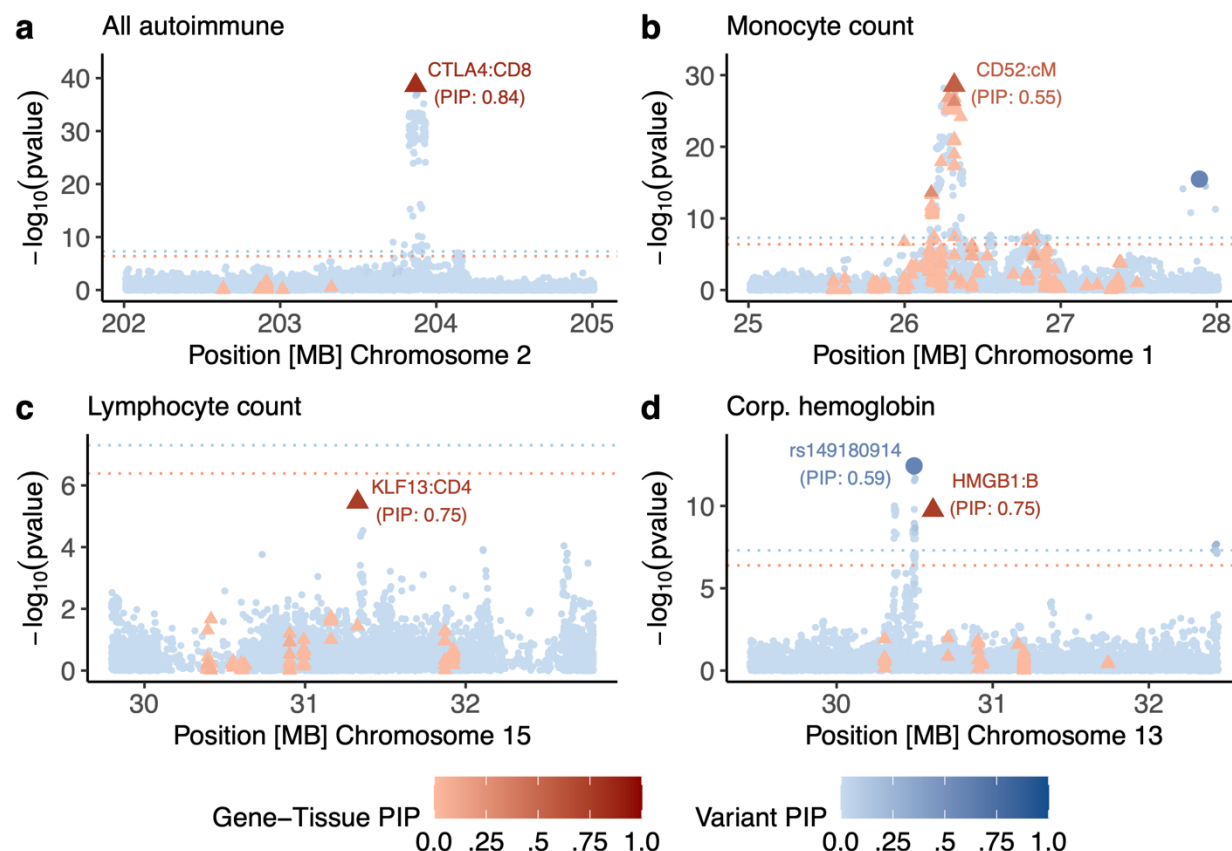 a All autoimmune
CTLA4:CD8
(PIP: 0.84)
−log10(pvalue)
40
30
20
10
0
202 203 204 205
Position [MB] Chromosome 2
b Monocyte count
CD52:cM
(PIP: 0.55)
−log10(pvalue)
30
20
10
0
25 26 27 28
Position [MB] Chromosome 1
c Lymphocyte count
KLF13:CD4
(PIP: 0.75)
−log10(pvalue)
6
4
2
0
30 31 32
Position [MB] Chromosome 15
d Corp. hemoglobin
rs149180914
(PIP: 0.59)
HMGB1:B
(PIP: 0.75)
−log10(pvalue)
10
5
0
30 31 32
Position [MB] Chromosome 13
Gene−Tissue PIP
0.0 .25 .5 .75 1.0
Variant PIP
0.0 .25 .5 .75 1.0